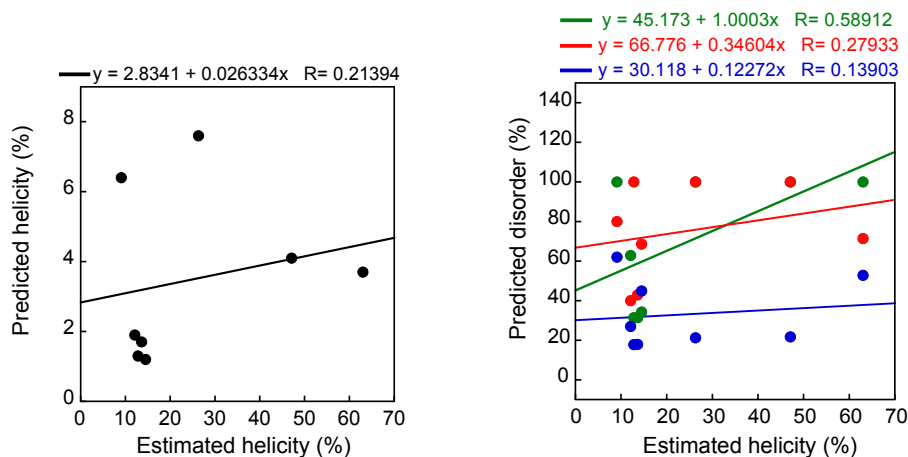 y = 2.8341 + 0.026334x R= 0.21394
8
6
4
2
0
0 10 20 30 40 50 60 70
Predicted helicity (%)
Estimated helicity (%)
y = 45.173 + 1.0003x R= 0.58912
y = 66.776 + 0.34604x R= 0.27933
y = 30.118 + 0.12272x R= 0.13903
140
120
100
80
60
40
20
0
0 10 20 30 40 50 60 70
Predicted disorder (%)
Estimated helicity (%)